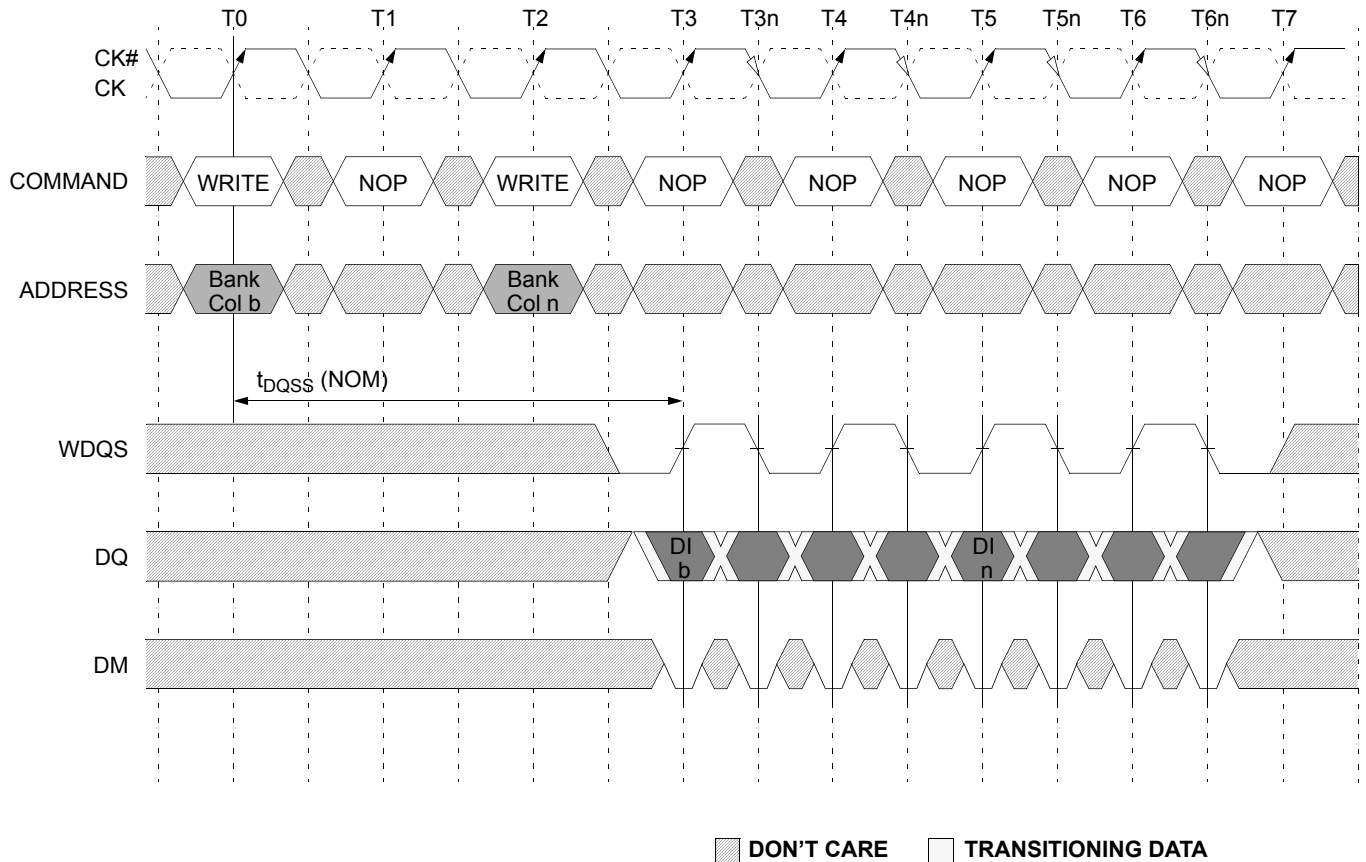 T0 T1 T2 T3 T3n T4 T4n T5 T5n T6 T6n T7
CK#
CK
COMMAND WRITE NOP WRITE NOP NOP NOP NOP NOP
ADDRESS Bank Col b Bank Col n
tDQSS (NOM)
WDQS
DQ DI b DI n
DM
DON'T CARE TRANSITIONING DATA